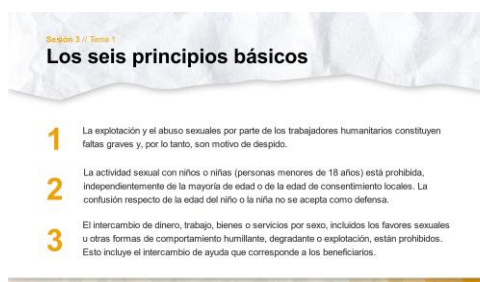 Sesión 3 // Tema 1
Los seis principios básicos
1
La explotación y el abuso sexuales por parte de los trabajadores humanitarios constituyen
faltas graves y, por lo tanto, son motivo de despido.
2
La actividad sexual con niños o niñas (personas menores de 18 años) está prohibida,
independientemente de la mayoría de edad o de la edad de consentimiento locales. La
confusión respecto de la edad del niño o la niña no se acepta como defensa.
3
El intercambio de dinero, trabajo, bienes o servicios por sexo, incluidos los favores sexuales
u otras formas de comportamiento humillante, degradante o explotación, están prohibidos.
Esto incluye el intercambio de ayuda que corresponde a los beneficiarios.